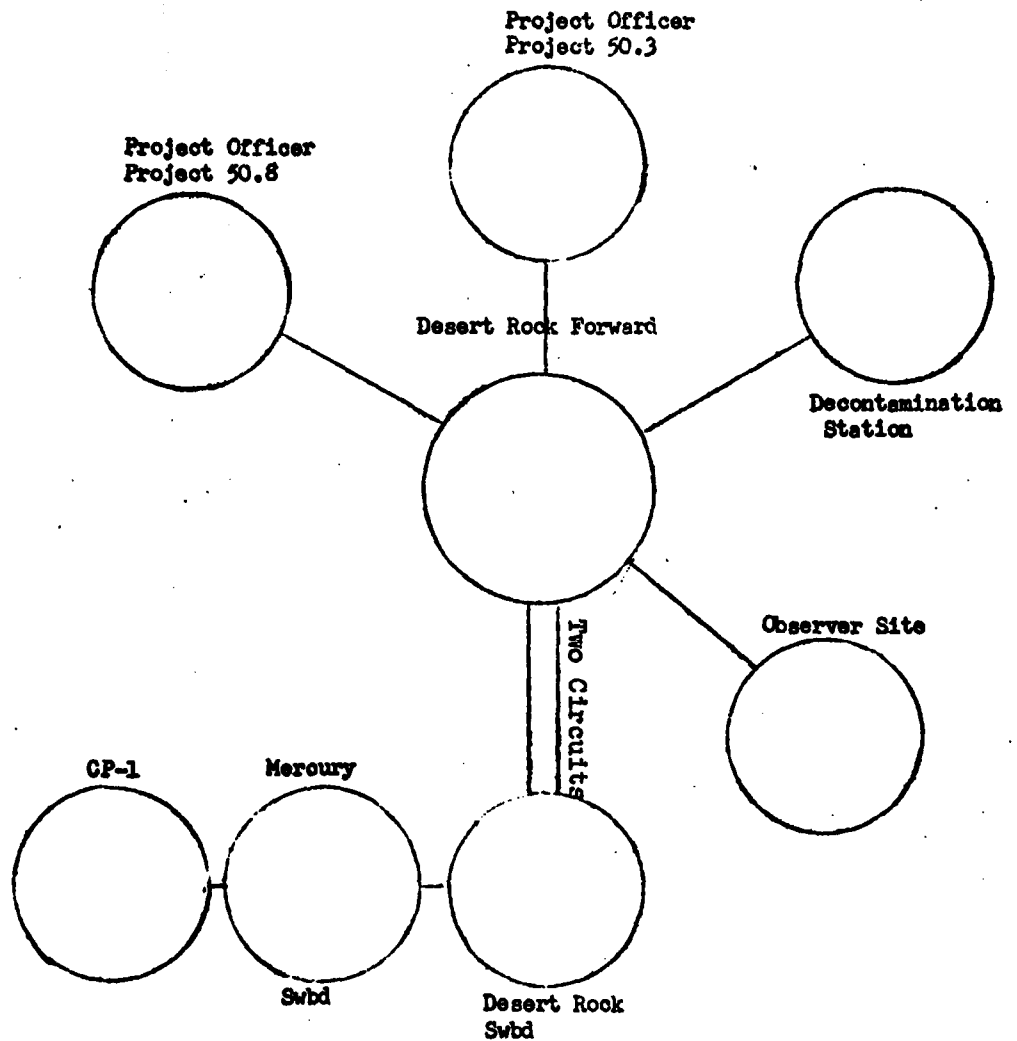 Project Officer
Project 50.3
Project Officer
Project 50.8
Desert Rock Forward
Decontamination
Station
Observer Site
Two Circuits
CP-1
Mercury
Swbd
Desert Rock
Swbd